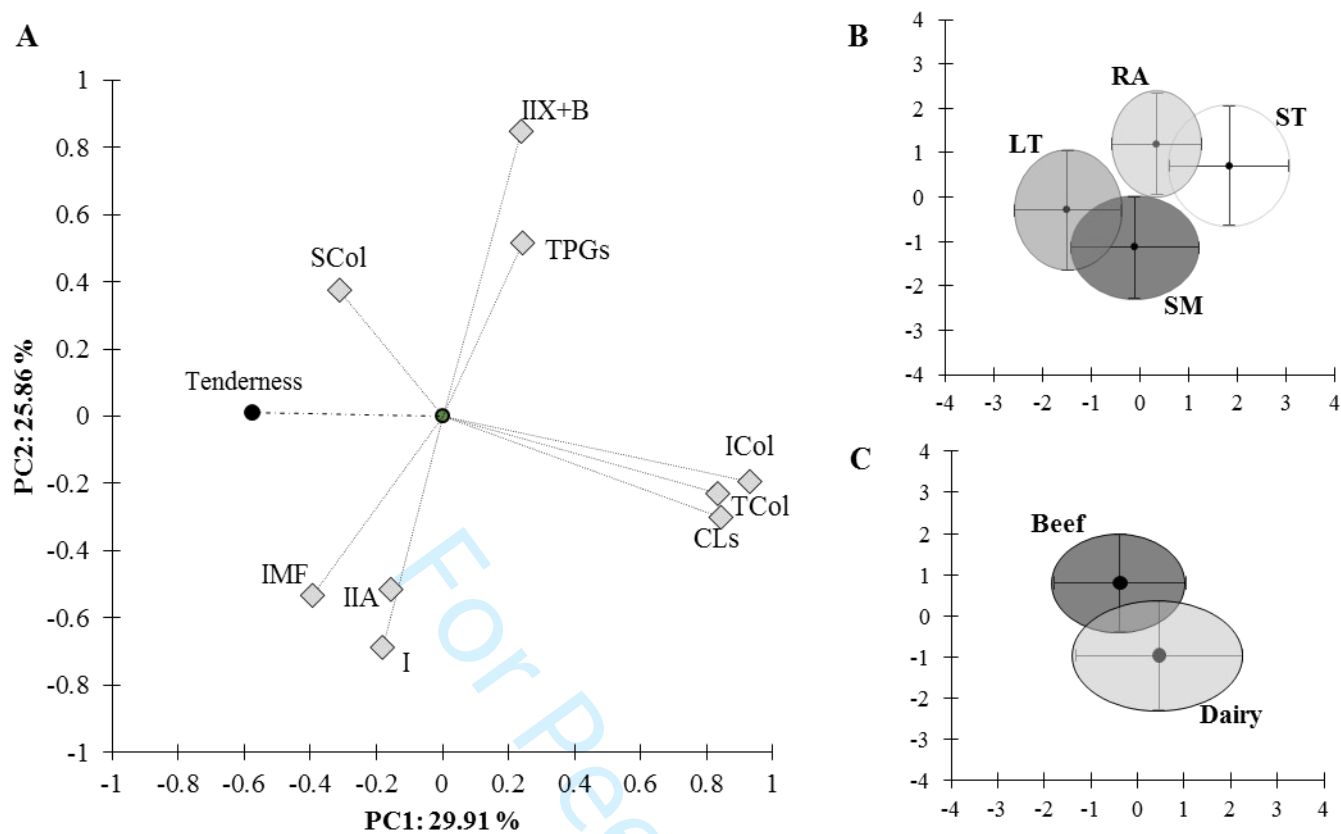 A
1
0.8
0.6
0.4
0.2
0
-0.2
-0.4
-0.6
-0.8
-1
PC2: 25.86 %
IIX+B
TPGs
SCol
Tenderness
ICol
TCol
CLs
IMF
IIA
I
-1 -0.8 -0.6 -0.4 -0.2 0 0.2 0.4 0.6 0.8 1
PC1: 29.91 %
For Pee
B
4
3
2
1
0
-1
-2
-3
-4
RA
ST
LT
SM
-4 -3 -2 -1 0 1 2 3 4
C
4
3
2
1
0
-1
-2
-3
-4
Beef
Dairy
-4 -3 -2 -1 0 1 2 3 4